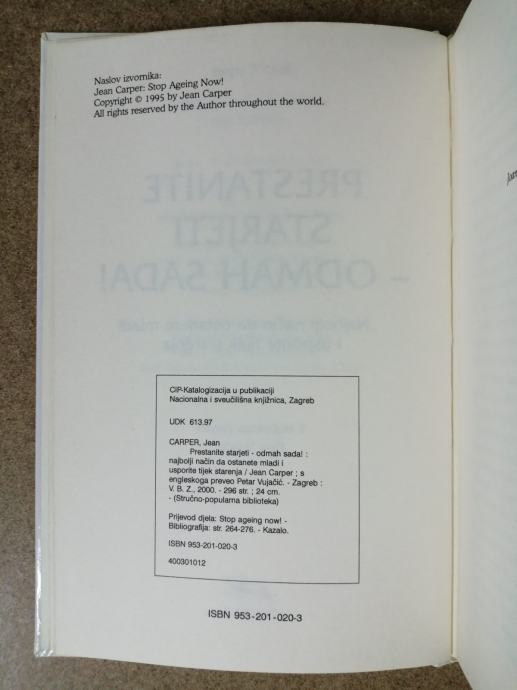 Naslov izvornika:
Jean Carper: Stop Ageing Now!
Copyright © 1995 by Jean Carper
All rights reserved by the Author throughout the world.
PRESTANITE
STARJETI
– ODMAH SADA!
CIP-Katalogizacija u publikaciji
Nacionalna i sveučilišna knjižnica, Zagreb
UDK 613.97
CARPER, Jean
Prestanite starjeti - odmah sada! :
najbolji način da ostanete mladi i
usporite tijek starenja / Jean Carper ; s
engleskoga preveo Petar Vujačić. - Zagreb :
V. B. Z., 2000. - 296 str. ; 24 cm.
- (Stručno-popularna biblioteka)
Prijevod djela: Stop ageing now! -
Bibliografija: str. 264-276. - Kazalo.
ISBN 953-201-020-3
400301012
ISBN 953-201-020-3